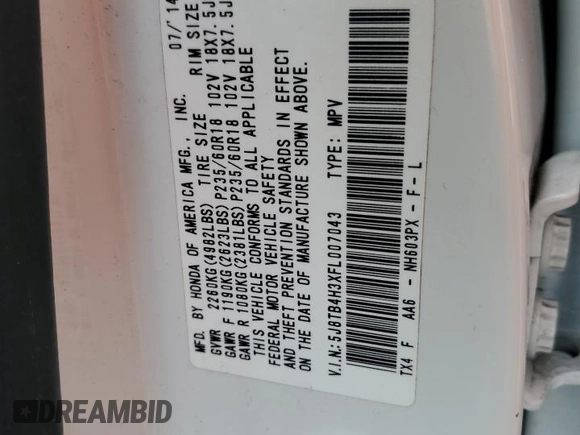 MFD. BY HONDA OF AMERICA MFG., INC. 07/'14
GVWR 2260KG(4982LBS) TIRE SIZE RIM SIZE
GAWR F 1190KG(2623LBS) P235/60R18 102V 18X7.5J
GAWR R 1080KG(2381LBS) P235/60R18 102V 18X7.5J
THIS VEHICLE CONFORMS TO ALL APPLICABLE
FEDERAL MOTOR VEHICLE SAFETY
AND THEFT PREVENTION STANDARDS IN EFFECT
ON THE DATE OF MANUFACTURE SHOWN ABOVE.
V.I.N.:5J8TB4H3XFL007043 TYPE: MPV
TX4 F AA6 - NH603PX - F - L
DREAMBID